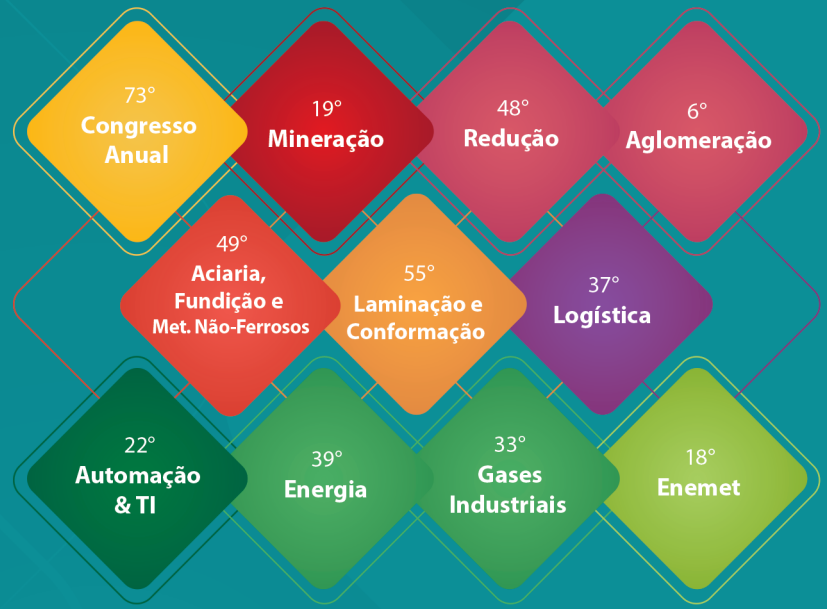 73°
Congresso
Anual
19°
Mineração
48°
Redução
6°
Aglomeração
49°
Aciaria,
Fundição e
Met. Não-Ferrosos
55°
Laminação e
Conformação
37°
Logística
22°
Automação
& TI
39°
Energia
33°
Gases
Industriais
18°
Enemet